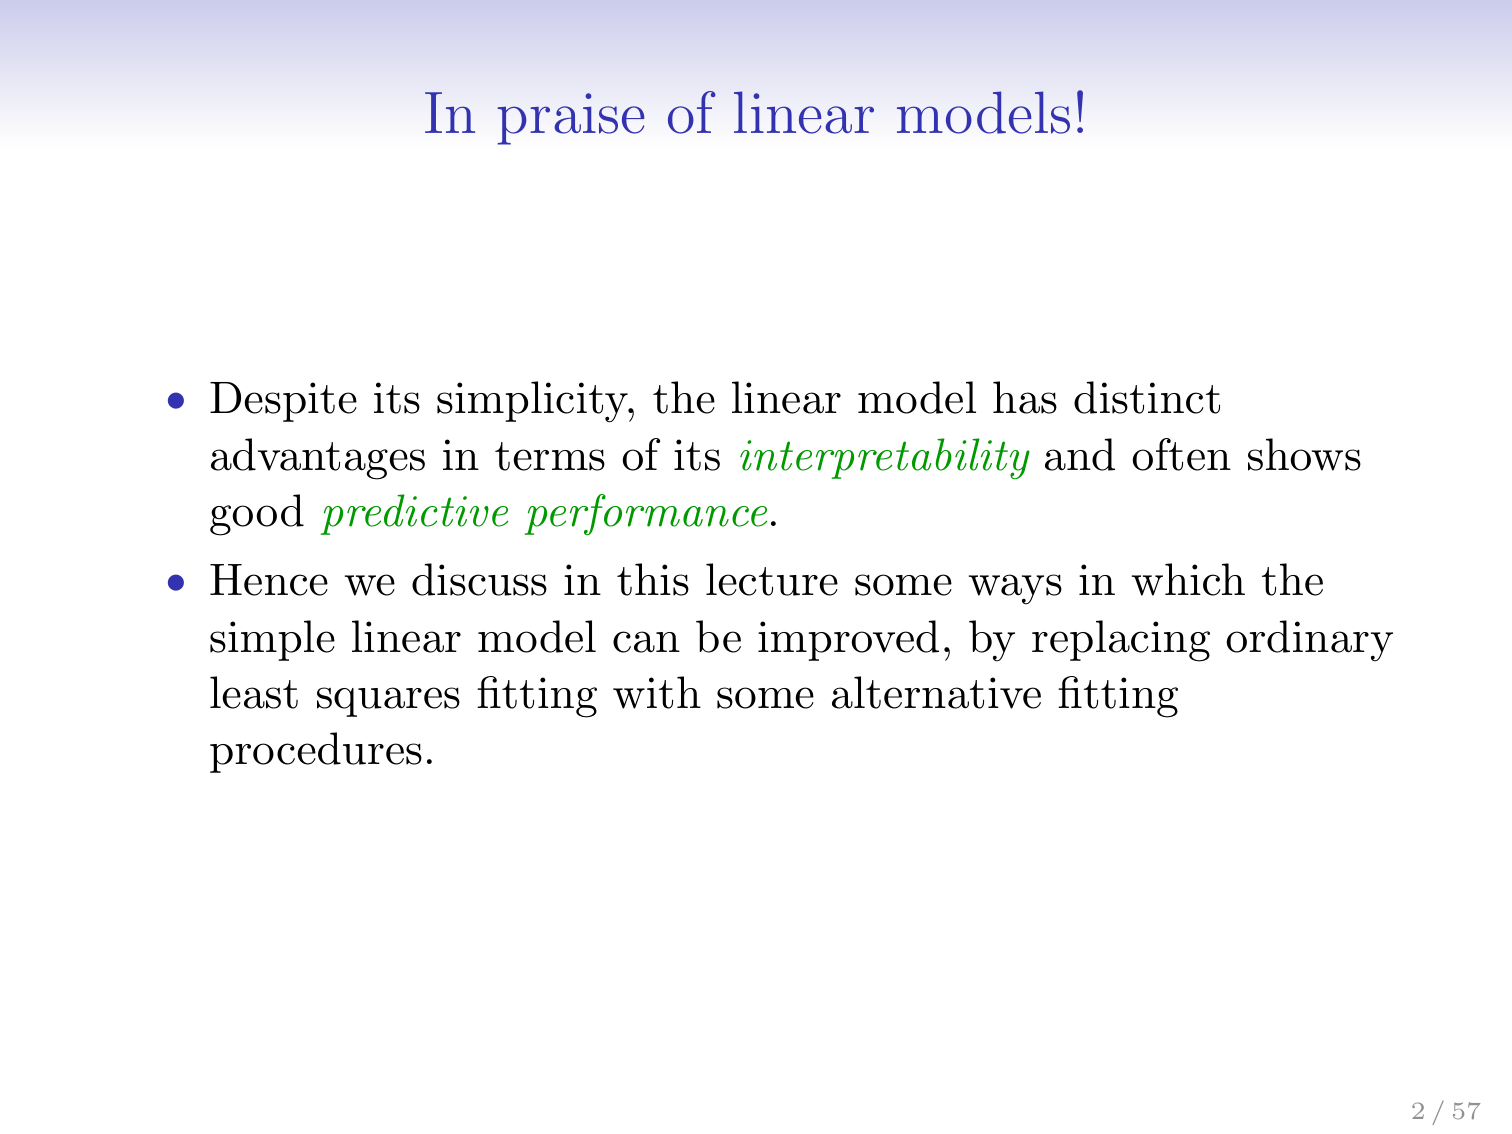 In praise of linear models!
• Despite its simplicity, the linear model has distinct
advantages in terms of its interpretability and often shows
good predictive performance.
• Hence we discuss in this lecture some ways in which the
simple linear model can be improved, by replacing ordinary
least squares fitting with some alternative fitting
procedures.
2 / 57